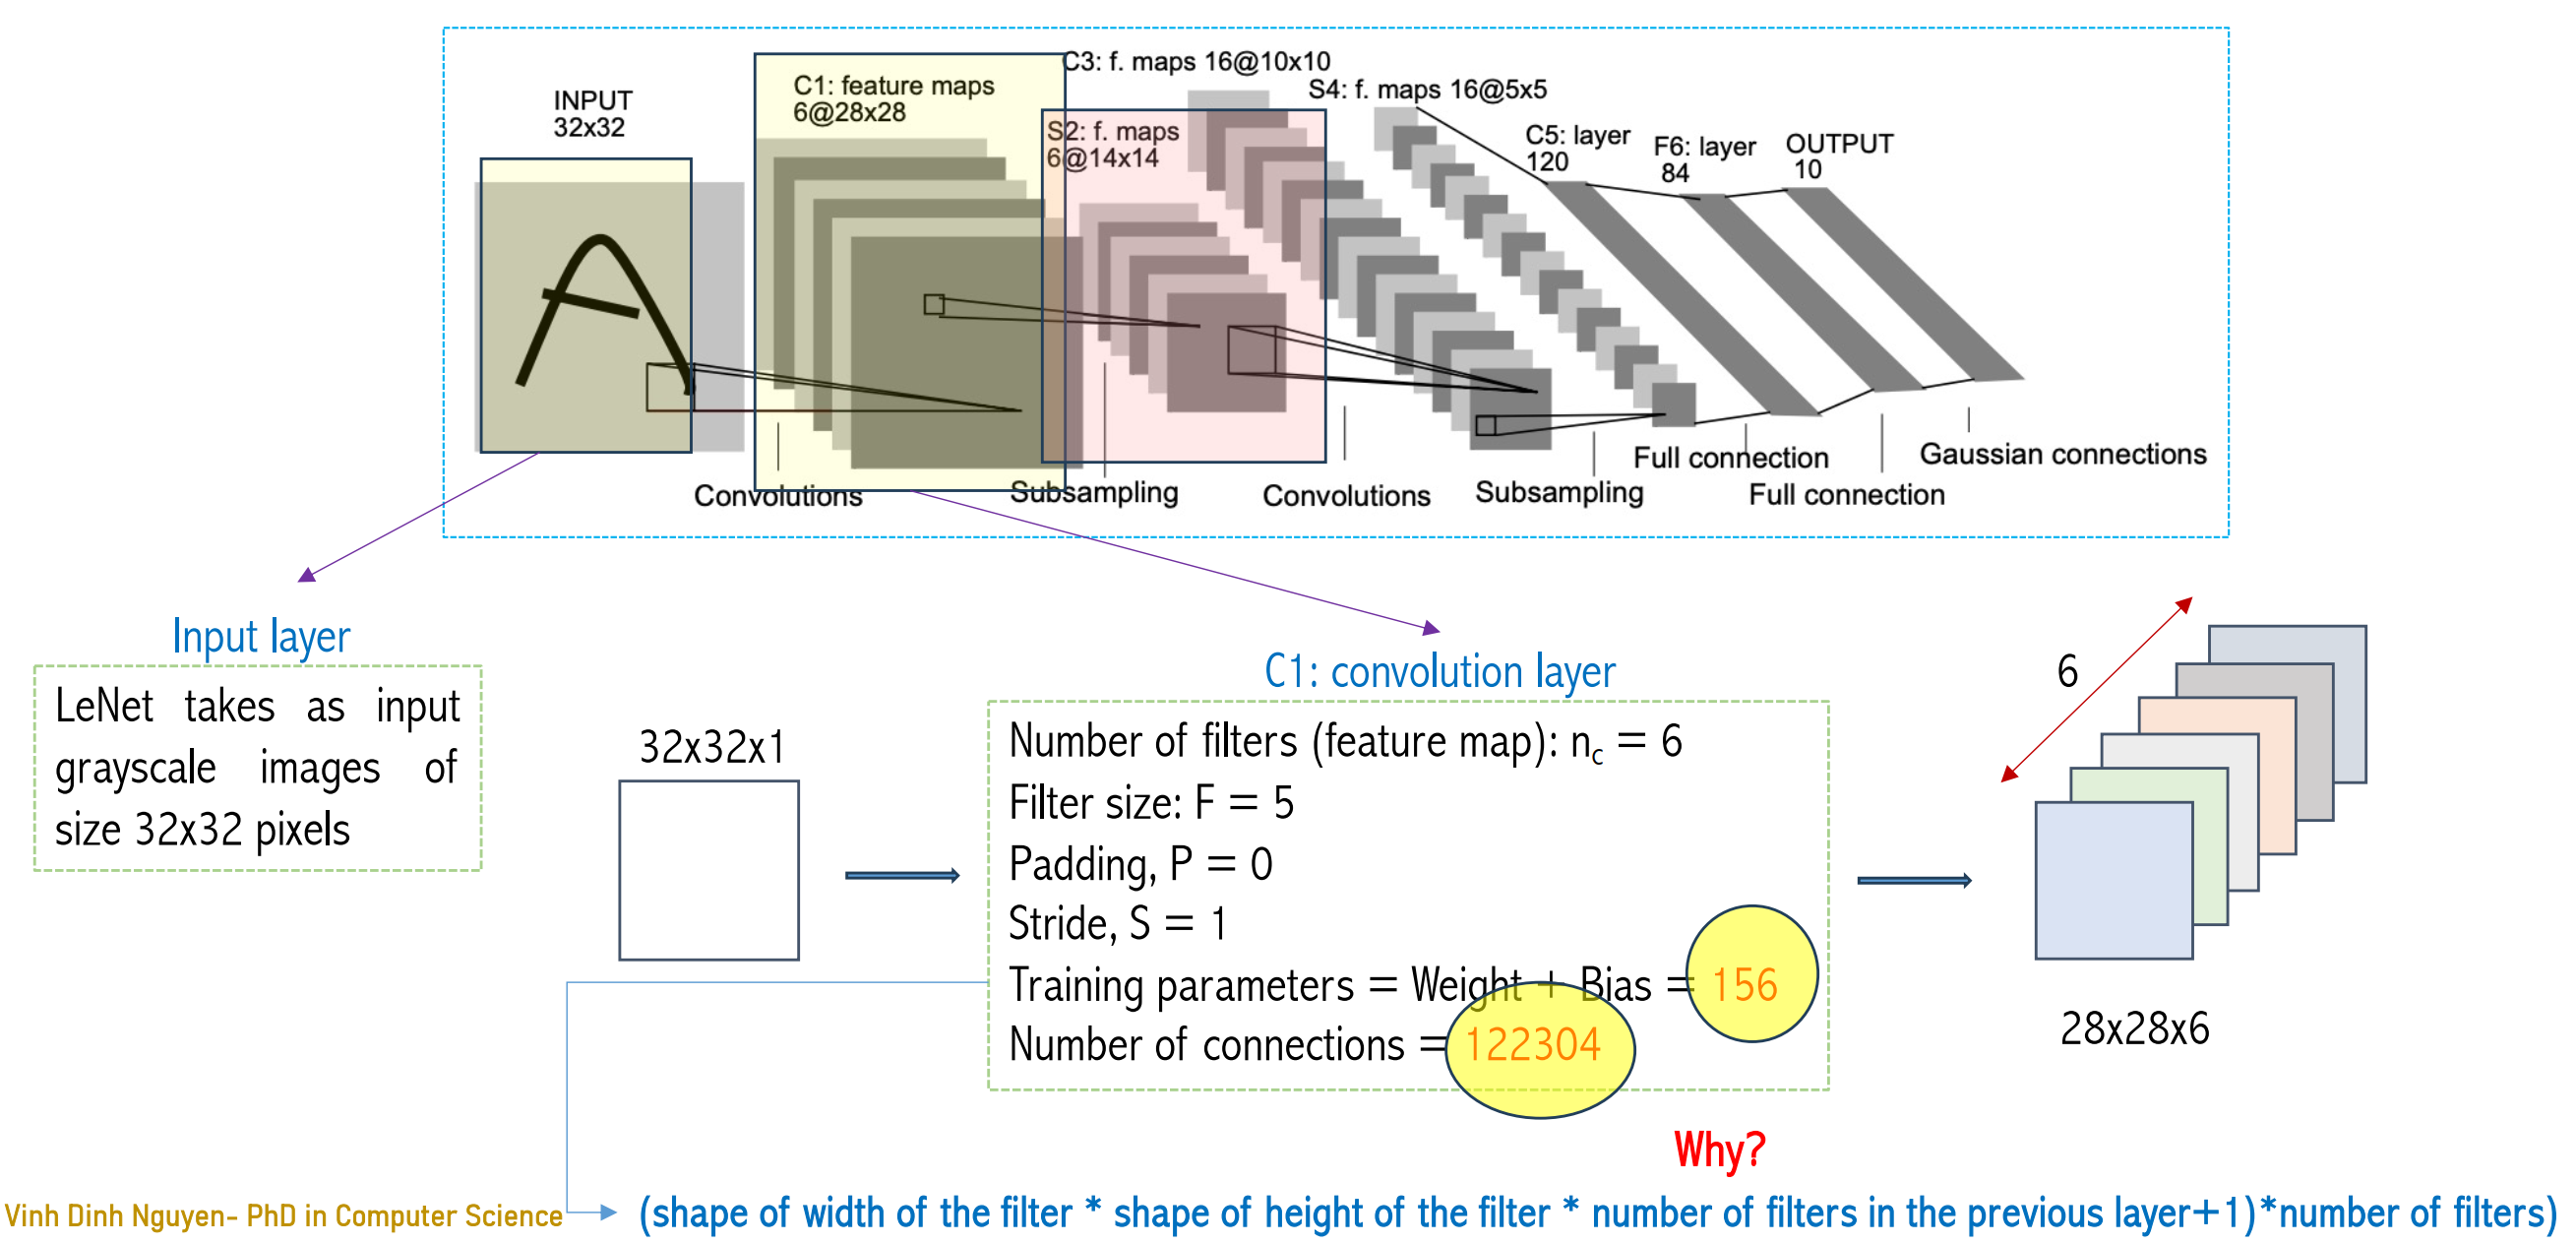 INPUT
32x32
C1: feature maps
6@28x28
C3: f. maps 16@10x10
S2: f. maps
6@14x14
S4: f. maps 16@5x5
C5: layer
120
F6: layer
84
OUTPUT
10
Convolutions
Subsampling
Convolutions
Subsampling
Full connection
Full connection
Gaussian connections
Input layer
LeNet takes as input
grayscale images of
size 32x32 pixels
32x32x1
C1: convolution layer
Number of filters (feature map): nc = 6
Filter size: F = 5
Padding, P = 0
Stride, S = 1
Training parameters = Weight + Bias = 156
Number of connections = 122304
6
28x28x6
Why?
Vinh Dinh Nguyen- PhD in Computer Science
(shape of width of the filter * shape of height of the filter * number of filters in the previous layer+1)*number of filters)